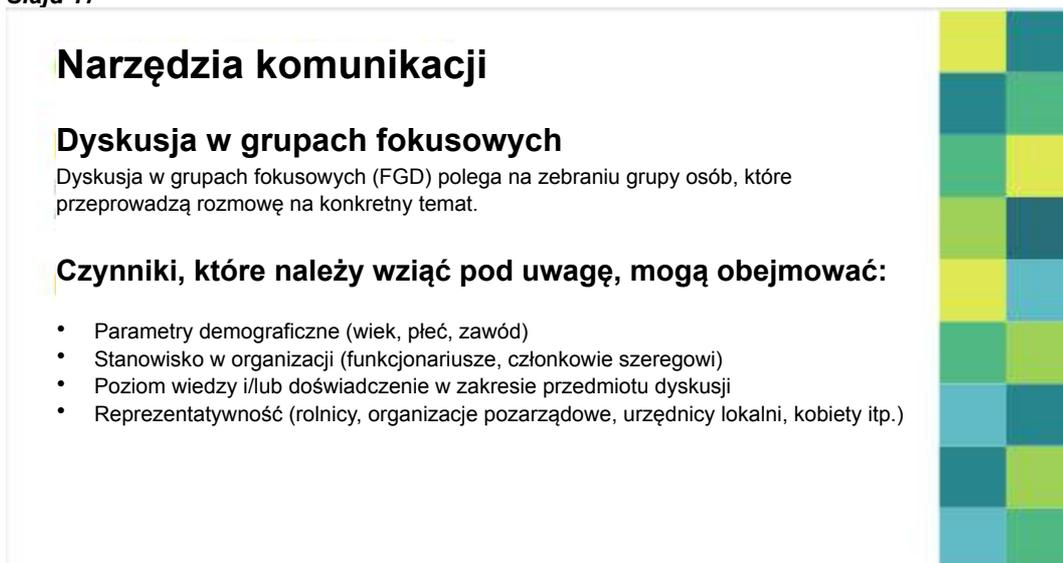 Narzędzia komunikacji
Dyskusja w grupach fokusowych
Dyskusja w grupach fokusowych (FGD) polega na zebraniu grupy osób, które
przeprowadzą rozmowę na konkretny temat.
Czynniki, które należy wziąć pod uwagę, mogą obejmować:
• Parametry demograficzne (wiek, płeć, zawód)
• Stanowisko w organizacji (funkcjonariusze, członkowie szeregowi)
• Poziom wiedzy i/lub doświadczenie w zakresie przedmiotu dyskusji
• Reprezentatywność (rolnicy, organizacje pozarządowe, urzędnicy lokalni, kobiety itp.)